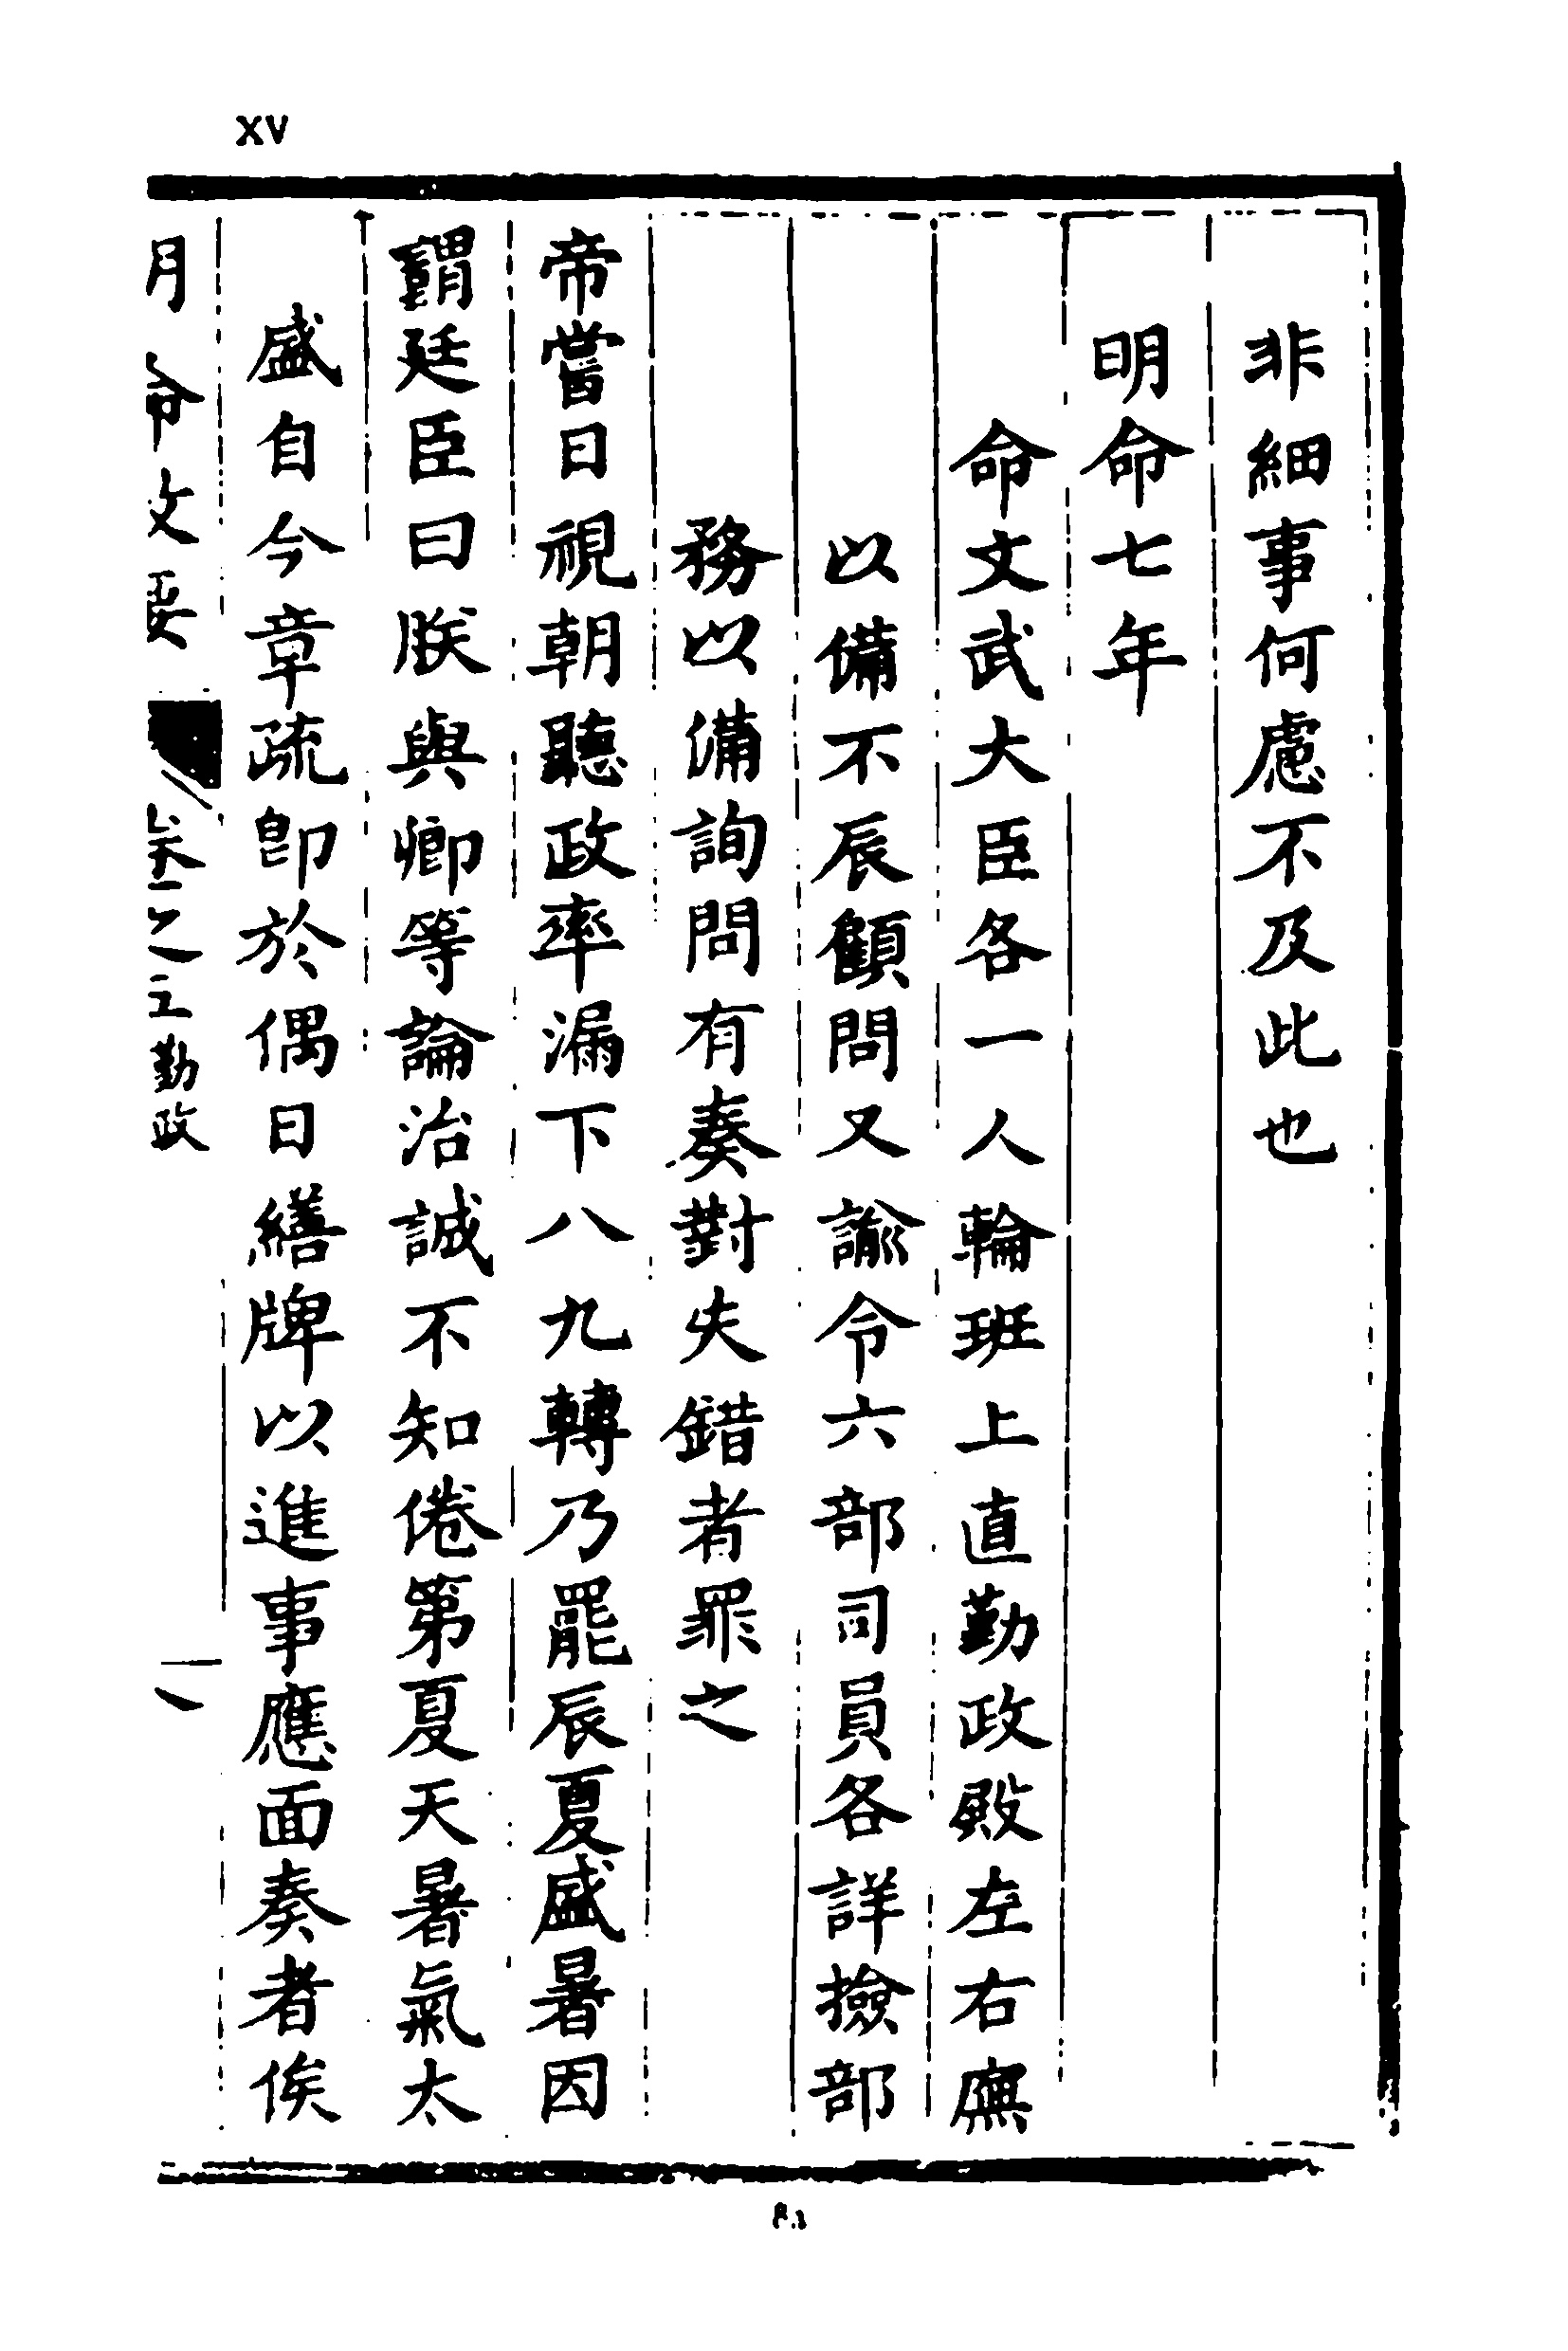 XV
非細事何慮不及此也
明命七年
命文武大臣各一人輪班上直勤政殿左右廡
以備不辰顧問又諭令六部司員各詳撿部
務以備詢問有奏對失錯者罪之
帝嘗日視朝聽政率漏下八九轉乃罷辰夏盛暑因
謂廷臣曰朕與卿等論治誠不知倦第夏天暑氣太
盛自今章疏卽於偶日繕牌以進事應面奏者俟
明命政要 卷之 勤政